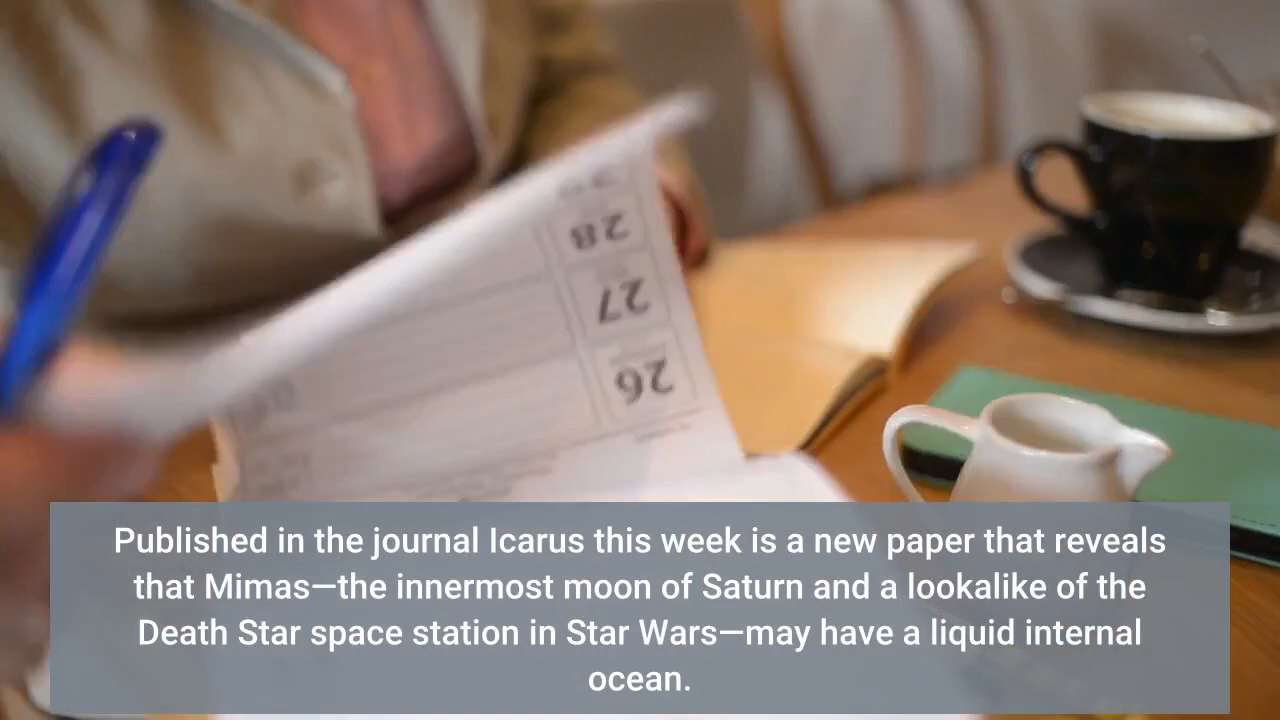 28
27
26
Published in the journal Icarus this week is a new paper that reveals
that Mimas—the innermost moon of Saturn and a lookalike of the
Death Star space station in Star Wars—may have a liquid internal
ocean.